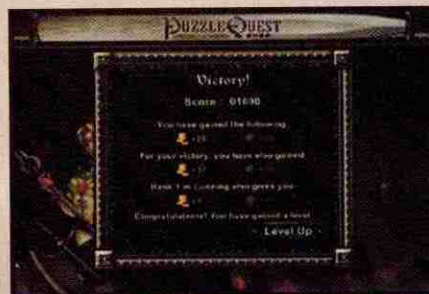 PUZZLE QUEST
Victory!
Score : 01690
You have gained the following
For your victory, you have also gained
Rank 1 in Cunning also gives you
Congratulations! You have gained a level
- Level Up -